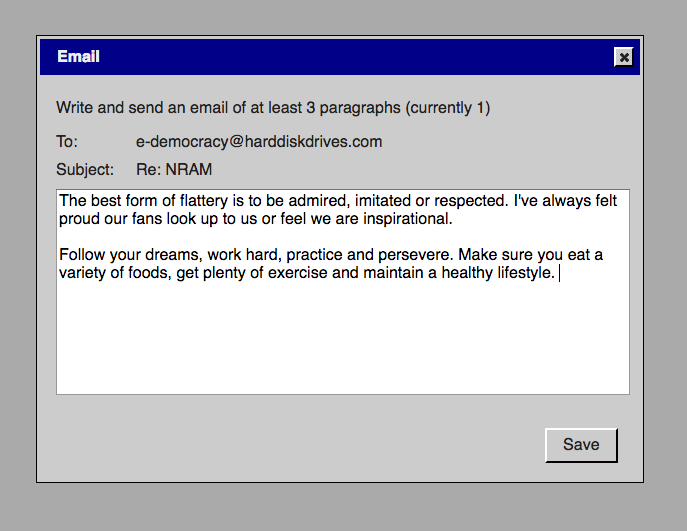 Email
Write and send an email of at least 3 paragraphs (currently 1)
To: e-democracy@harddiskdrives.com
Subject: Re: NRAM
The best form of flattery is to be admired, imitated or respected. I've always felt
proud our fans look up to us or feel we are inspirational.
Follow your dreams, work hard, practice and persevere. Make sure you eat a
variety of foods, get plenty of exercise and maintain a healthy lifestyle.
Save